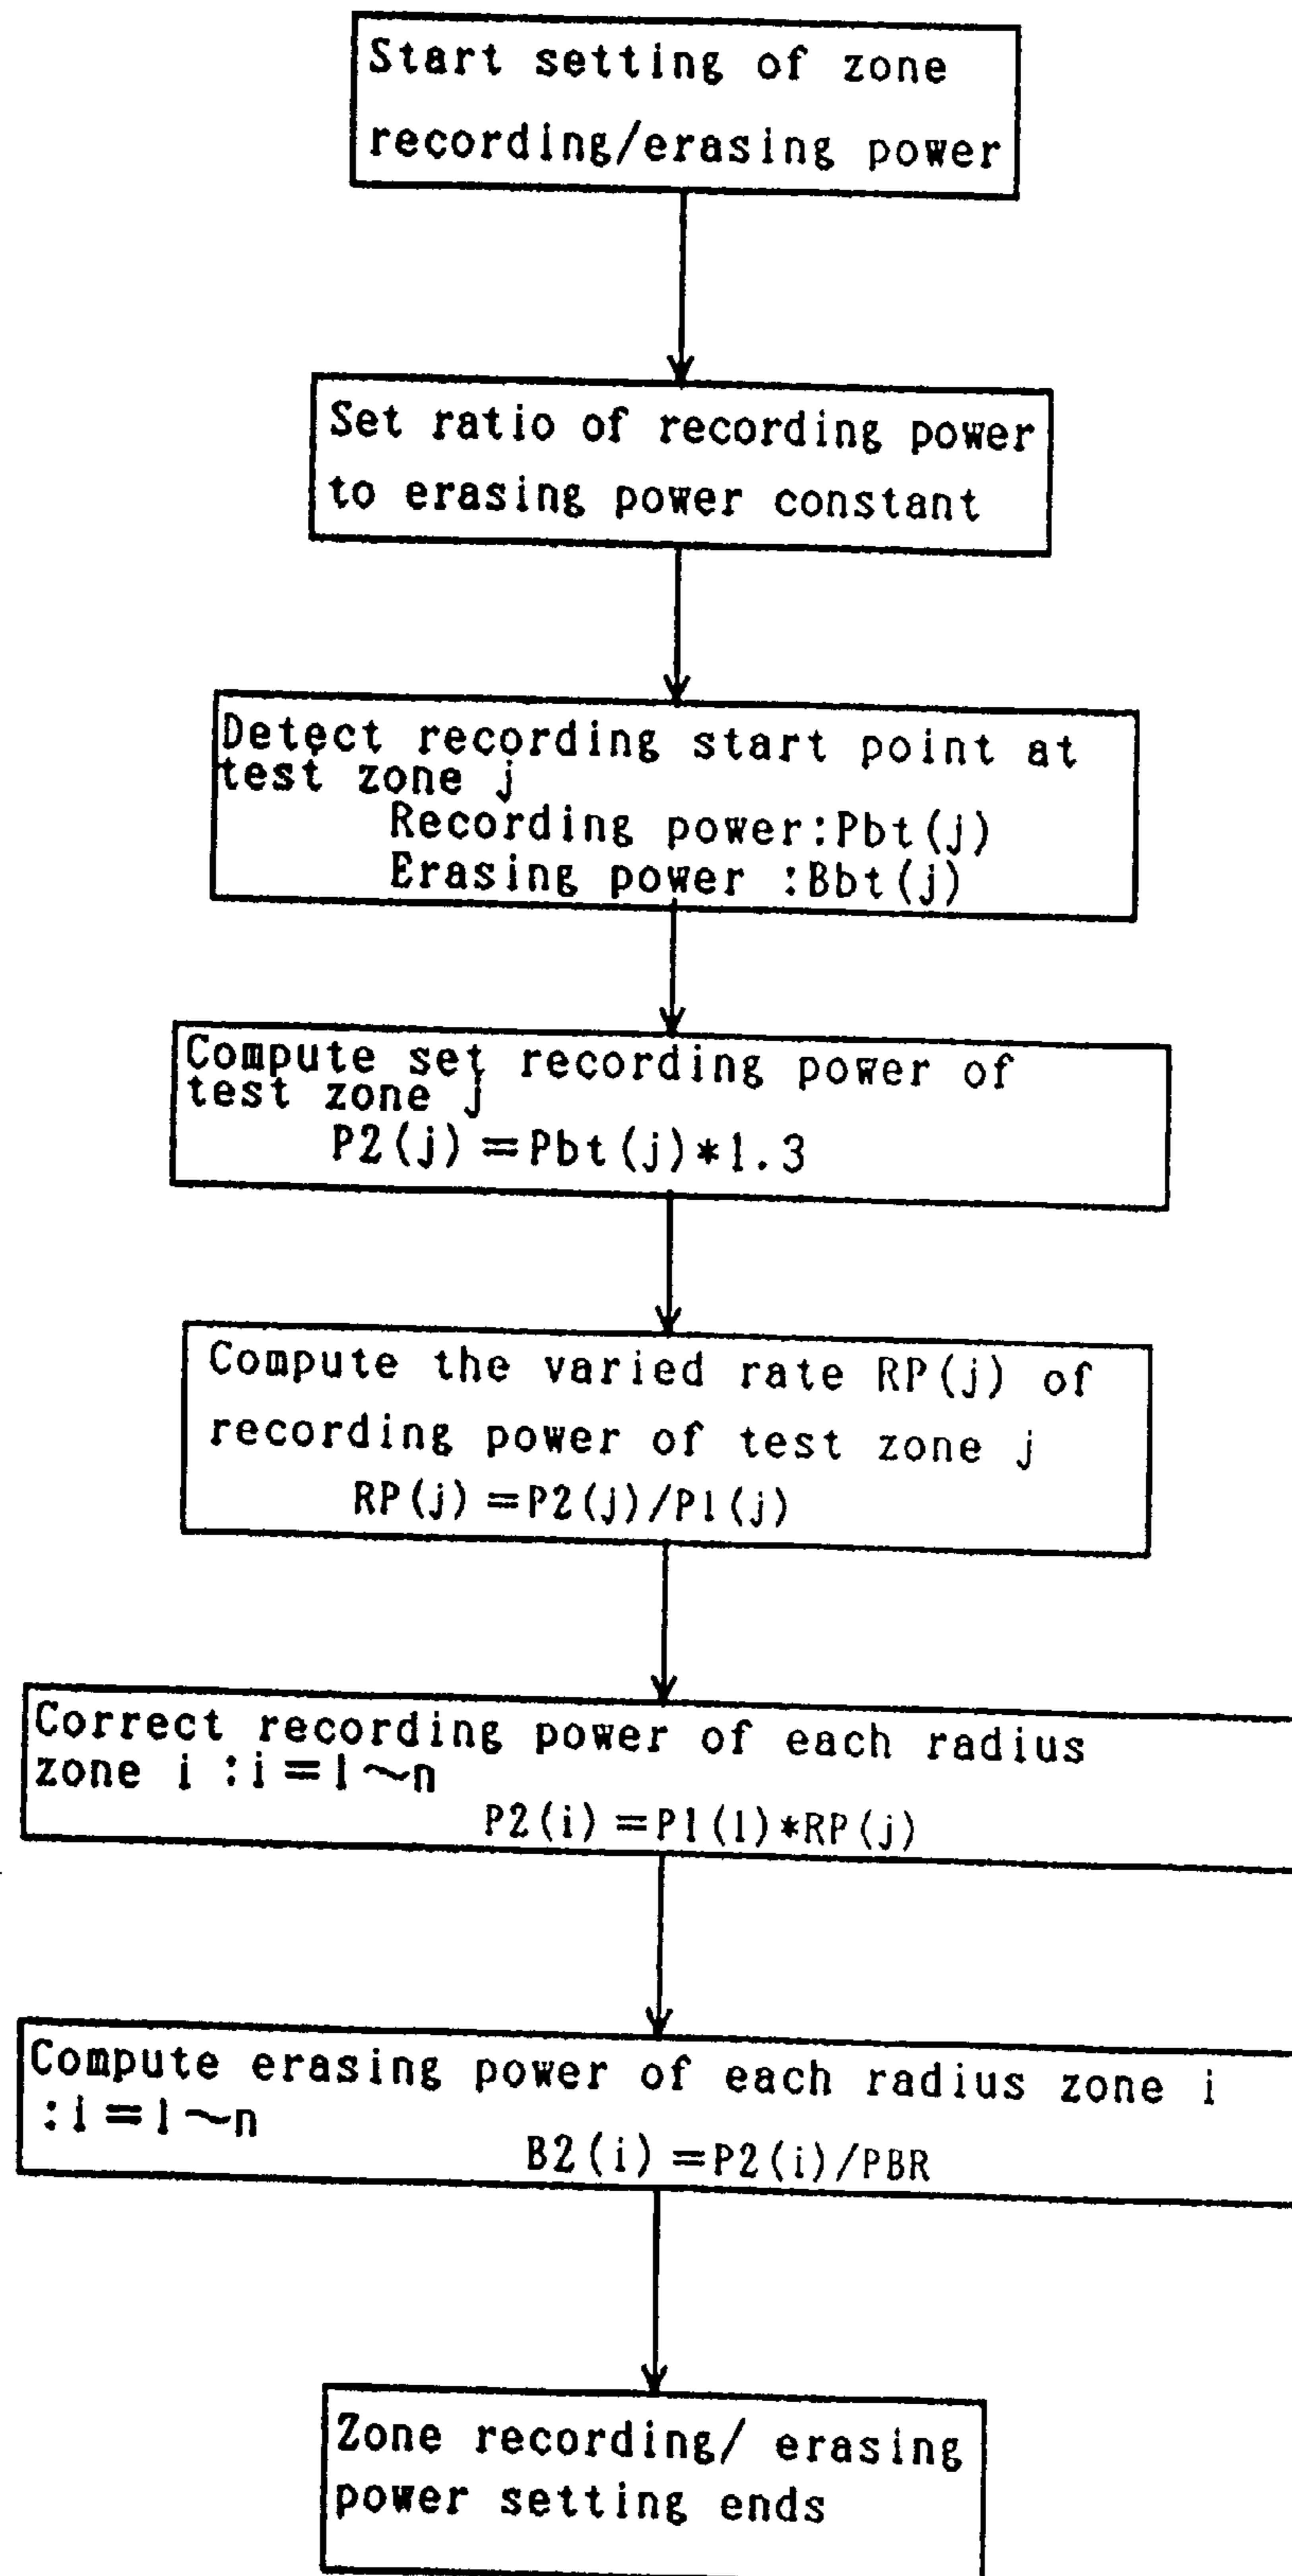 Start setting of zone
recording/erasing power
Set ratio of recording power
to erasing power constant
Detect recording start point at
test zone j
Recording power:Pbt(j)
Erasing power :Bbt(j)
Compute set recording power of
test zone j
P2(j)=Pbt(j)*1.3
Compute the varied rate RP(j) of
recording power of test zone j
RP(j)=P2(j)/P1(j)
Correct recording power of each radius
zone i :i=1~n
P2(i)=P1(1)*RP(j)
Compute erasing power of each radius zone i
:i=1~n
B2(i)=P2(i)/PBR
Zone recording/ erasing
power setting ends